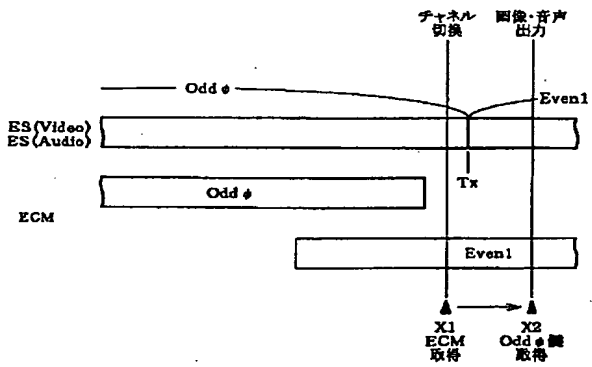 チャネル
切換
画像・音声
出力
Odd φ
Even1
ES(Video)
ES(Audio)
Tx
Odd φ
ECM
Even1
X1
ECM
取得
X2
Odd φ 鍵
取得